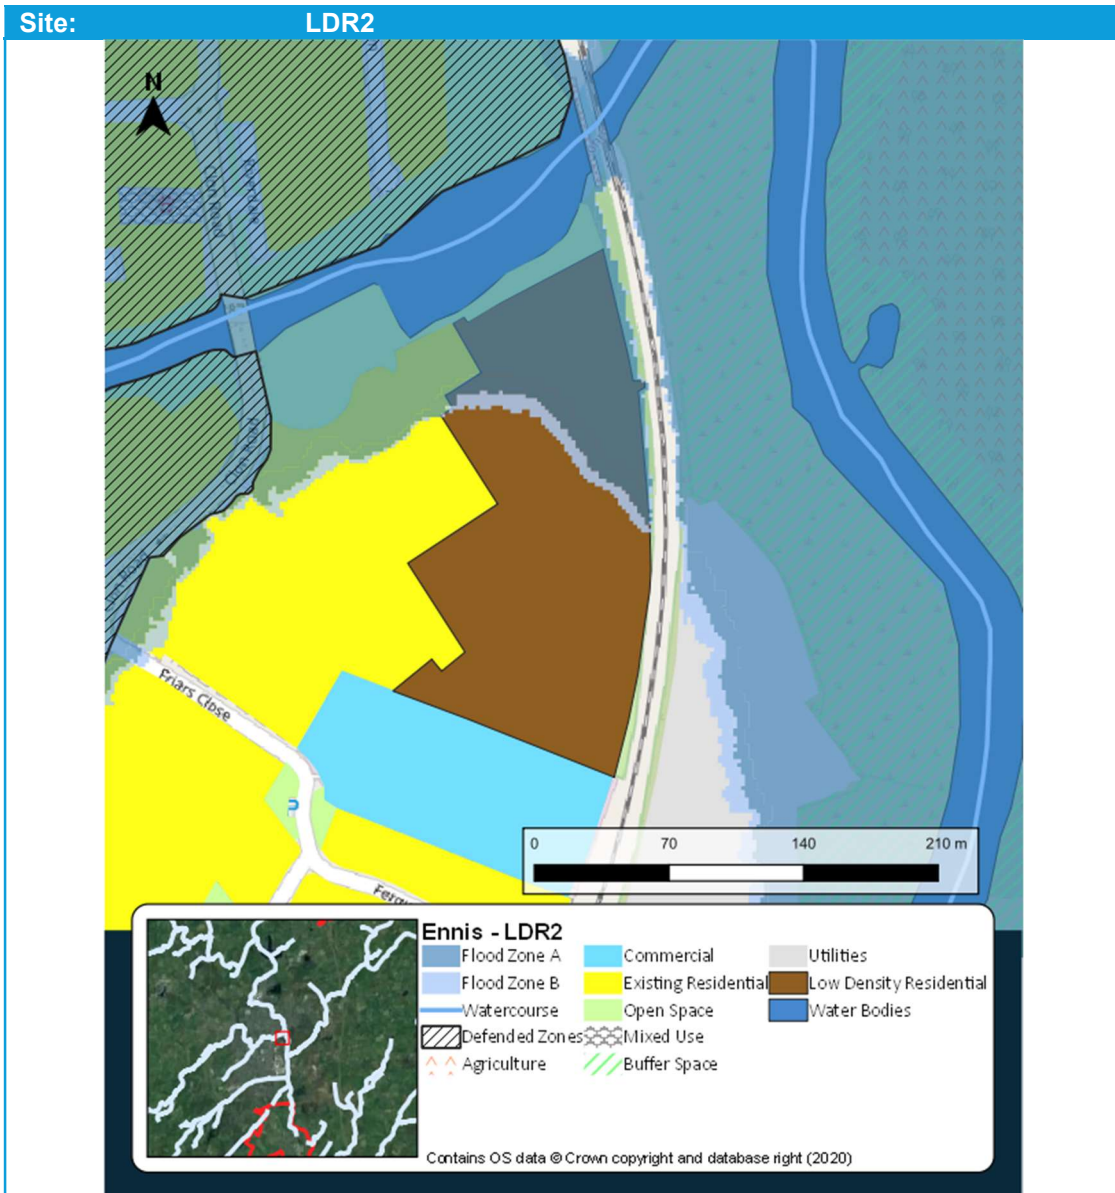 Site: LDR2
N
Friars Close
0 70 140 210 m
Ennis - LDR2
Flood Zone A
Commercial
Utilities
Flood Zone B
Existing Residential
Low Density Residential
Watercourse
Open Space
Water Bodies
Defended Zones
Mixed Use
Agriculture
Buffer Space
Contains OS data © Crown copyright and database right (2020)